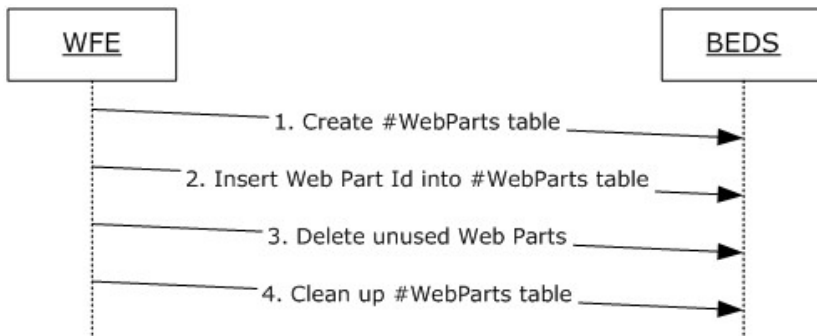 WFE BEDS
1. Create #WebParts table
2. Insert Web Part Id into #WebParts table
3. Delete unused Web Parts
4. Clean up #WebParts table